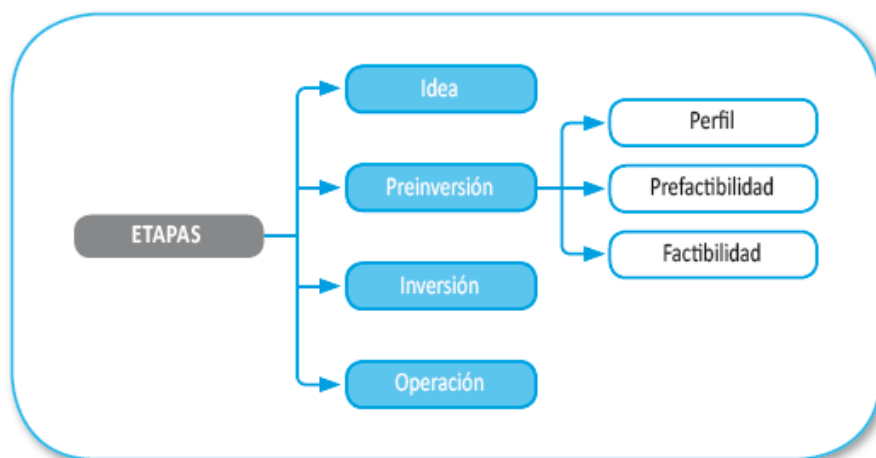 ETAPAS
Idea
Preinversión
Inversión
Operación
Perfil
Prefactibilidad
Factibilidad